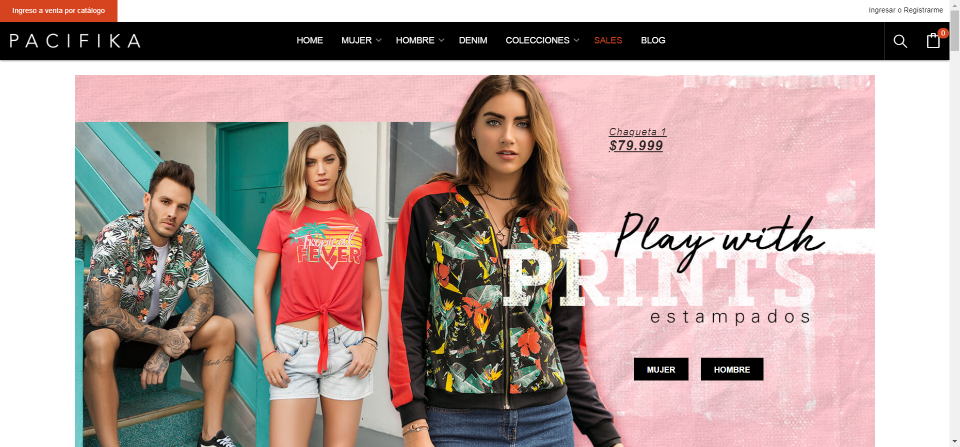 Ingreso a venta por catálogo
Ingresar o Registrarme
PACIFIKA
HOME MUJER HOMBRE DENIM COLECCIONES SALES BLOG
0
Chaqueta 1
$79.999
Play with
PRINTS
estampados
MUJER HOMBRE
FEVER